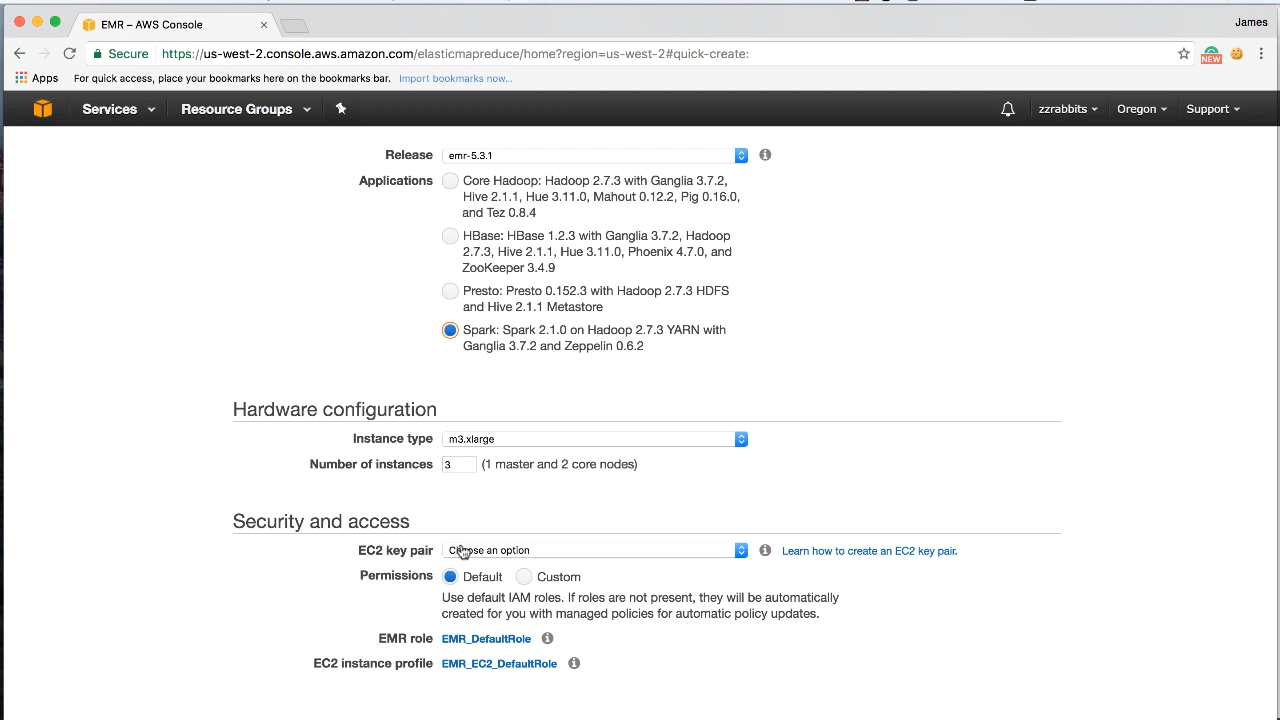 EMR – AWS Console
James
Secure https://us-west-2.console.aws.amazon.com/elasticmapreduce/home?region=us-west-2#quick-create:
NEW
Apps For quick access, place your bookmarks here on the bookmarks bar. Import bookmarks now...
Services Resource Groups zzrabbits Oregon Support
Release emr-5.3.1
Applications Core Hadoop: Hadoop 2.7.3 with Ganglia 3.7.2,
Hive 2.1.1, Hue 3.11.0, Mahout 0.12.2, Pig 0.16.0,
and Tez 0.8.4
HBase: HBase 1.2.3 with Ganglia 3.7.2, Hadoop
2.7.3, Hive 2.1.1, Hue 3.11.0, Phoenix 4.7.0, and
ZooKeeper 3.4.9
Presto: Presto 0.152.3 with Hadoop 2.7.3 HDFS
and Hive 2.1.1 Metastore
Spark: Spark 2.1.0 on Hadoop 2.7.3 YARN with
Ganglia 3.7.2 and Zeppelin 0.6.2
Hardware configuration
Instance type m3.xlarge
Number of instances 3 (1 master and 2 core nodes)
Security and access
EC2 key pair Choose an option Learn how to create an EC2 key pair.
Permissions Default Custom
Use default IAM roles. If roles are not present, they will be automatically
created for you with managed policies for automatic policy updates.
EMR role EMR_DefaultRole
EC2 instance profile EMR_EC2_DefaultRole